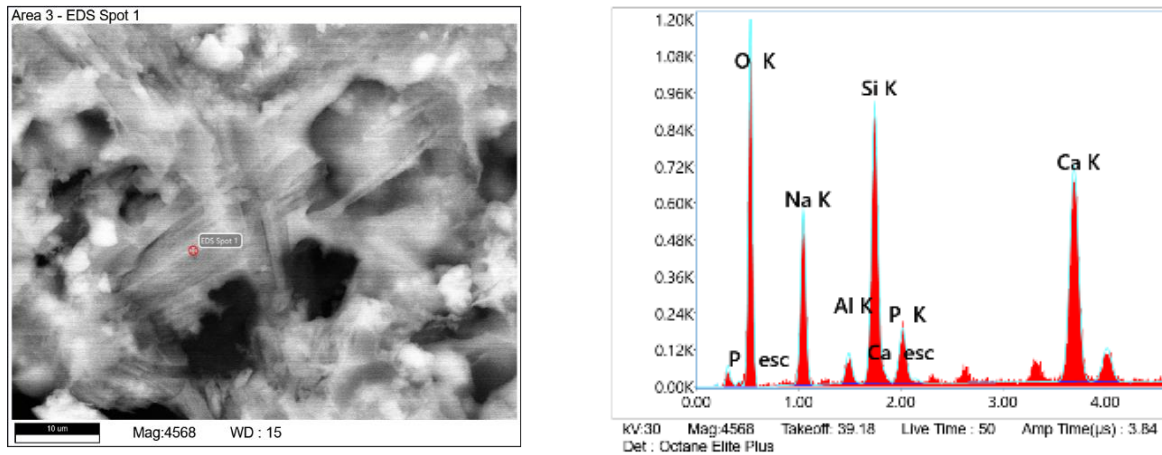 Area 3 - EDS Spot 1
EDS Spot 1
10 um
Mag:4568
WD : 15
1.20K
1.08K
0.96K
0.84K
0.72K
0.60K
0.48K
0.36K
0.24K
0.12K
0.00K
O K
Si K
Ca K
Na K
Al K
P K
P esc
Ca esc
0.00 1.00 2.00 3.00 4.00
kV:30 Mag:4568 Takeoff: 39.18 Live Time : 50 Amp Time(µs) : 3.84
Det : Octane Elite Plus